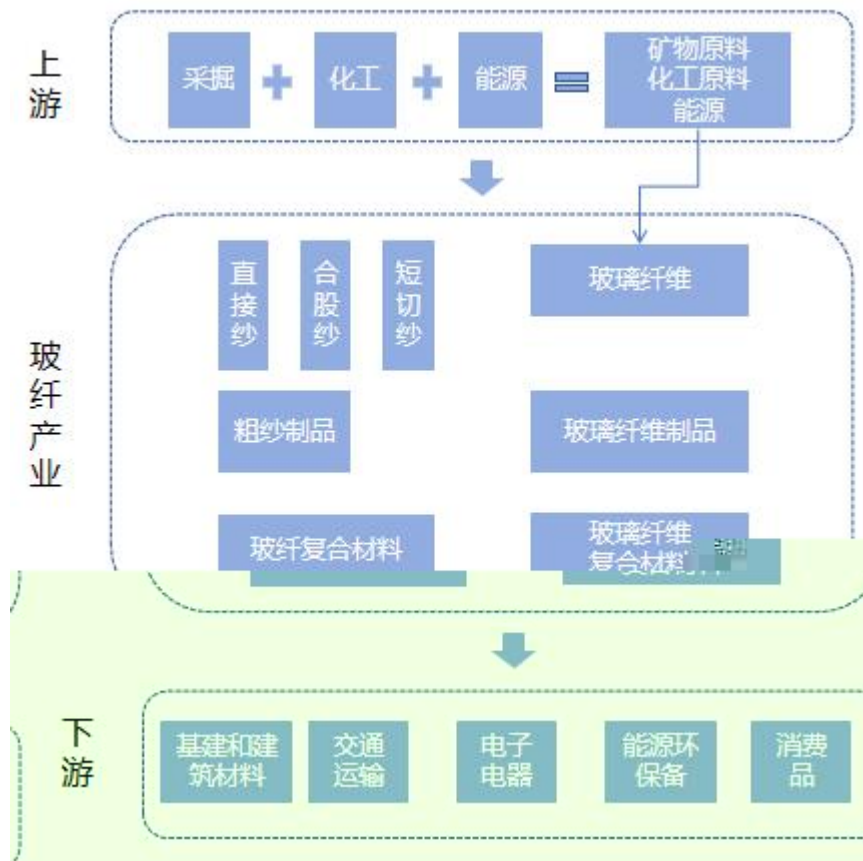 上游
采掘
化工
能源
矿物原料
化工原料
能源
玻纤产业
直接纱
合股纱
短切纱
玻璃纤维
粗纱制品
玻璃纤维制品
玻纤复合材料
玻璃纤维
复合材料
下游
基建和建
筑材料
交通
运输
电子
电器
能源环
保备
消费
品